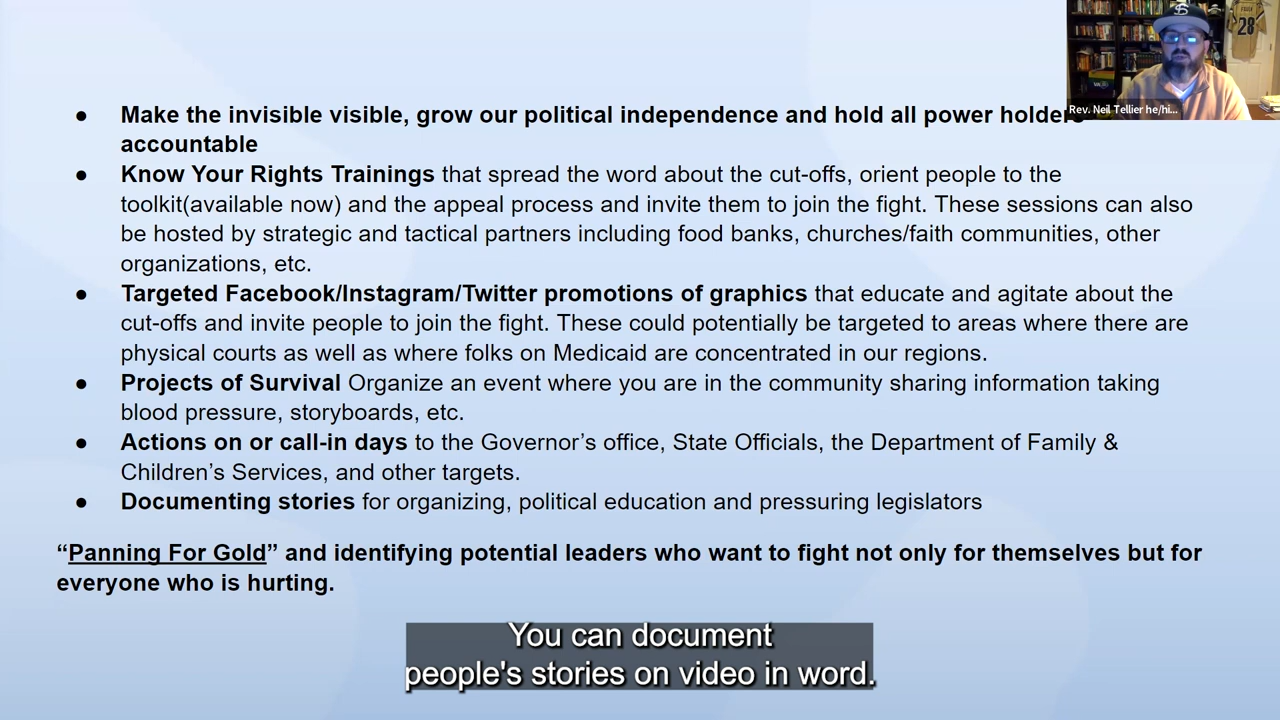 ● Make the invisible visible, grow our political independence and hold all power holders
accountable
● Know Your Rights Trainings that spread the word about the cut-offs, orient people to the
toolkit(available now) and the appeal process and invite them to join the fight. These sessions can also
be hosted by strategic and tactical partners including food banks, churches/faith communities, other
organizations, etc.
● Targeted Facebook/Instagram/Twitter promotions of graphics that educate and agitate about the
cut-offs and invite people to join the fight. These could potentially be targeted to areas where there are
physical courts as well as where folks on Medicaid are concentrated in our regions.
● Projects of Survival Organize an event where you are in the community sharing information taking
blood pressure, storyboards, etc.
● Actions on or call-in days to the Governor’s office, State Officials, the Department of Family &
Children’s Services, and other targets.
● Documenting stories for organizing, political education and pressuring legislators
“Panning For Gold” and identifying potential leaders who want to fight not only for themselves but for
everyone who is hurting.
28
Rev. Neil Tellier he/hi...
You can document
people's stories on video in word.